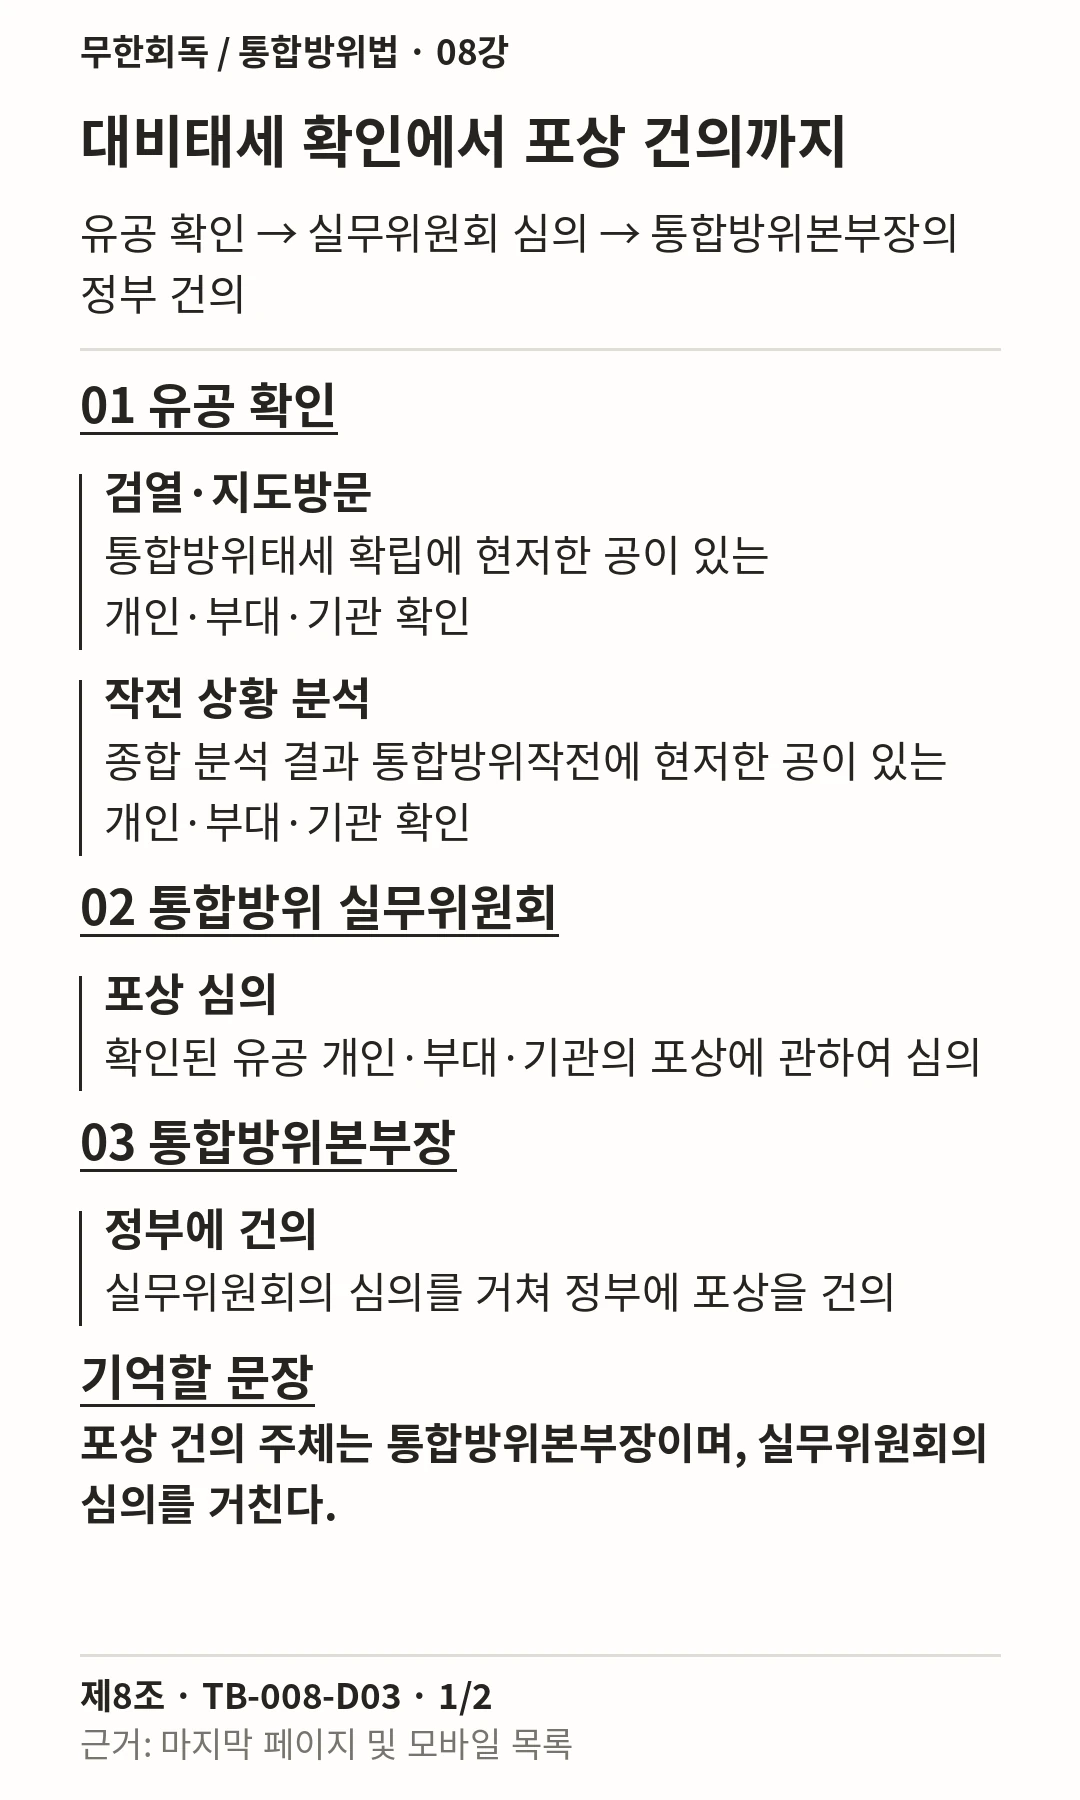 무한회독 / 통합방위법 · 08강
대비태세 확인에서 포상 건의까지
유공 확인 → 실무위원회 심의 → 통합방위본부장의
정부 건의
01 유공 확인
검열·지도방문
통합방위태세 확립에 현저한 공이 있는
개인·부대·기관 확인
작전 상황 분석
종합 분석 결과 통합방위작전에 현저한 공이 있는
개인·부대·기관 확인
02 통합방위 실무위원회
포상 심의
확인된 유공 개인·부대·기관의 포상에 관하여 심의
03 통합방위본부장
정부에 건의
실무위원회의 심의를 거쳐 정부에 포상을 건의
기억할 문장
포상 건의 주체는 통합방위본부장이며, 실무위원회의
심의를 거친다.
제8조 · TB-008-D03 · 1/2
근거: 마지막 페이지 및 모바일 목록